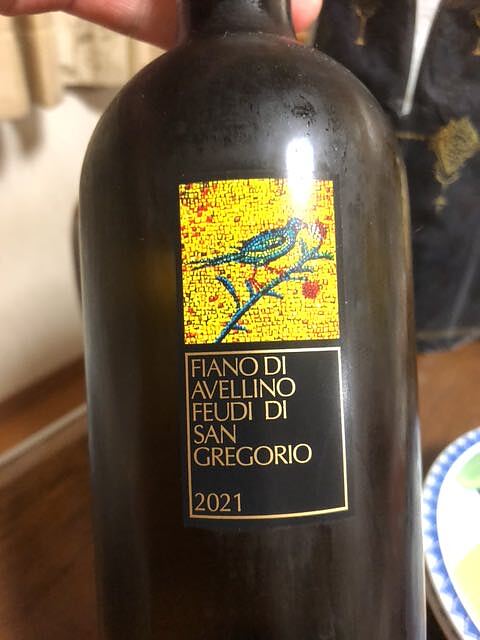 FIANO DI
AVELLINO
FEUDI DI
SAN
GREGORIO
2021